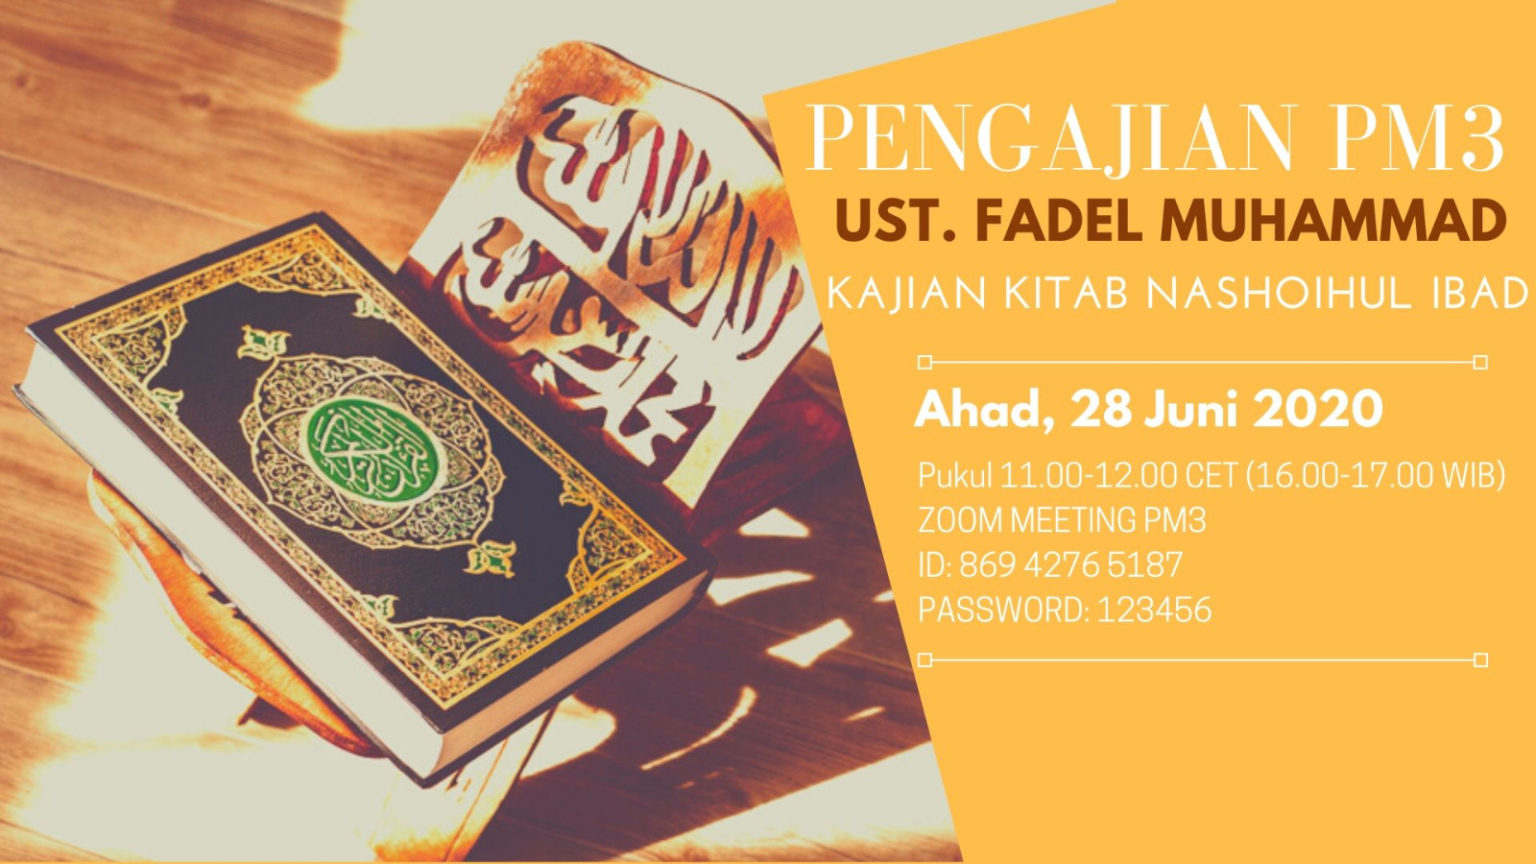 PENGAJIAN PM3
UST. FADEL MUHAMMAD
KAJIAN KITAB NASHOIHUL IBAD
Ahad, 28 Juni 2020
Pukul 11.00-12.00 CET (16.00-17.00 WIB)
ZOOM MEETING PM3
ID: 869 4276 5187
PASSWORD: 123456